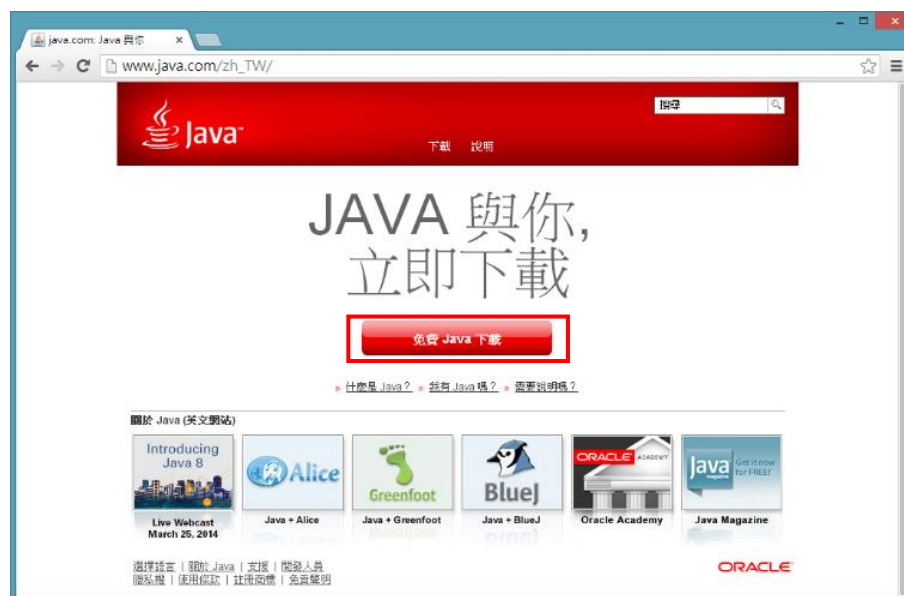 java.com: Java 與你
www.java.com/zh_TW/
搜尋
Java
下載 說明
JAVA 與你,
立即下載
免費 Java 下載
» 什麼是 Java？ » 我有 Java 嗎？ » 需要說明嗎？
關於 Java (英文網站)
Introducing
Java 8
Alice
Greenfoot
BlueJ
ORACLE ACADEMY
Java magazine
Get it now
for FREE!
Live Webcast
March 25, 2014
Java + Alice
Java + Greenfoot
Java + BlueJ
Oracle Academy
Java Magazine
選擇語言 | 關於 Java | 支援 | 開發人員
隱私權 | 使用條款 | 註冊商標 | 免責聲明
ORACLE